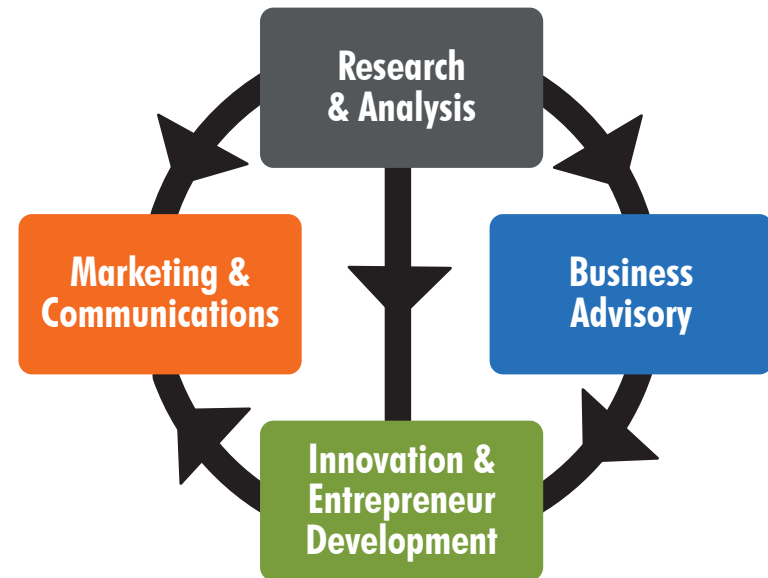 Research
& Analysis
Marketing &
Communications
Business
Advisory
Innovation &
Entrepreneur
Development